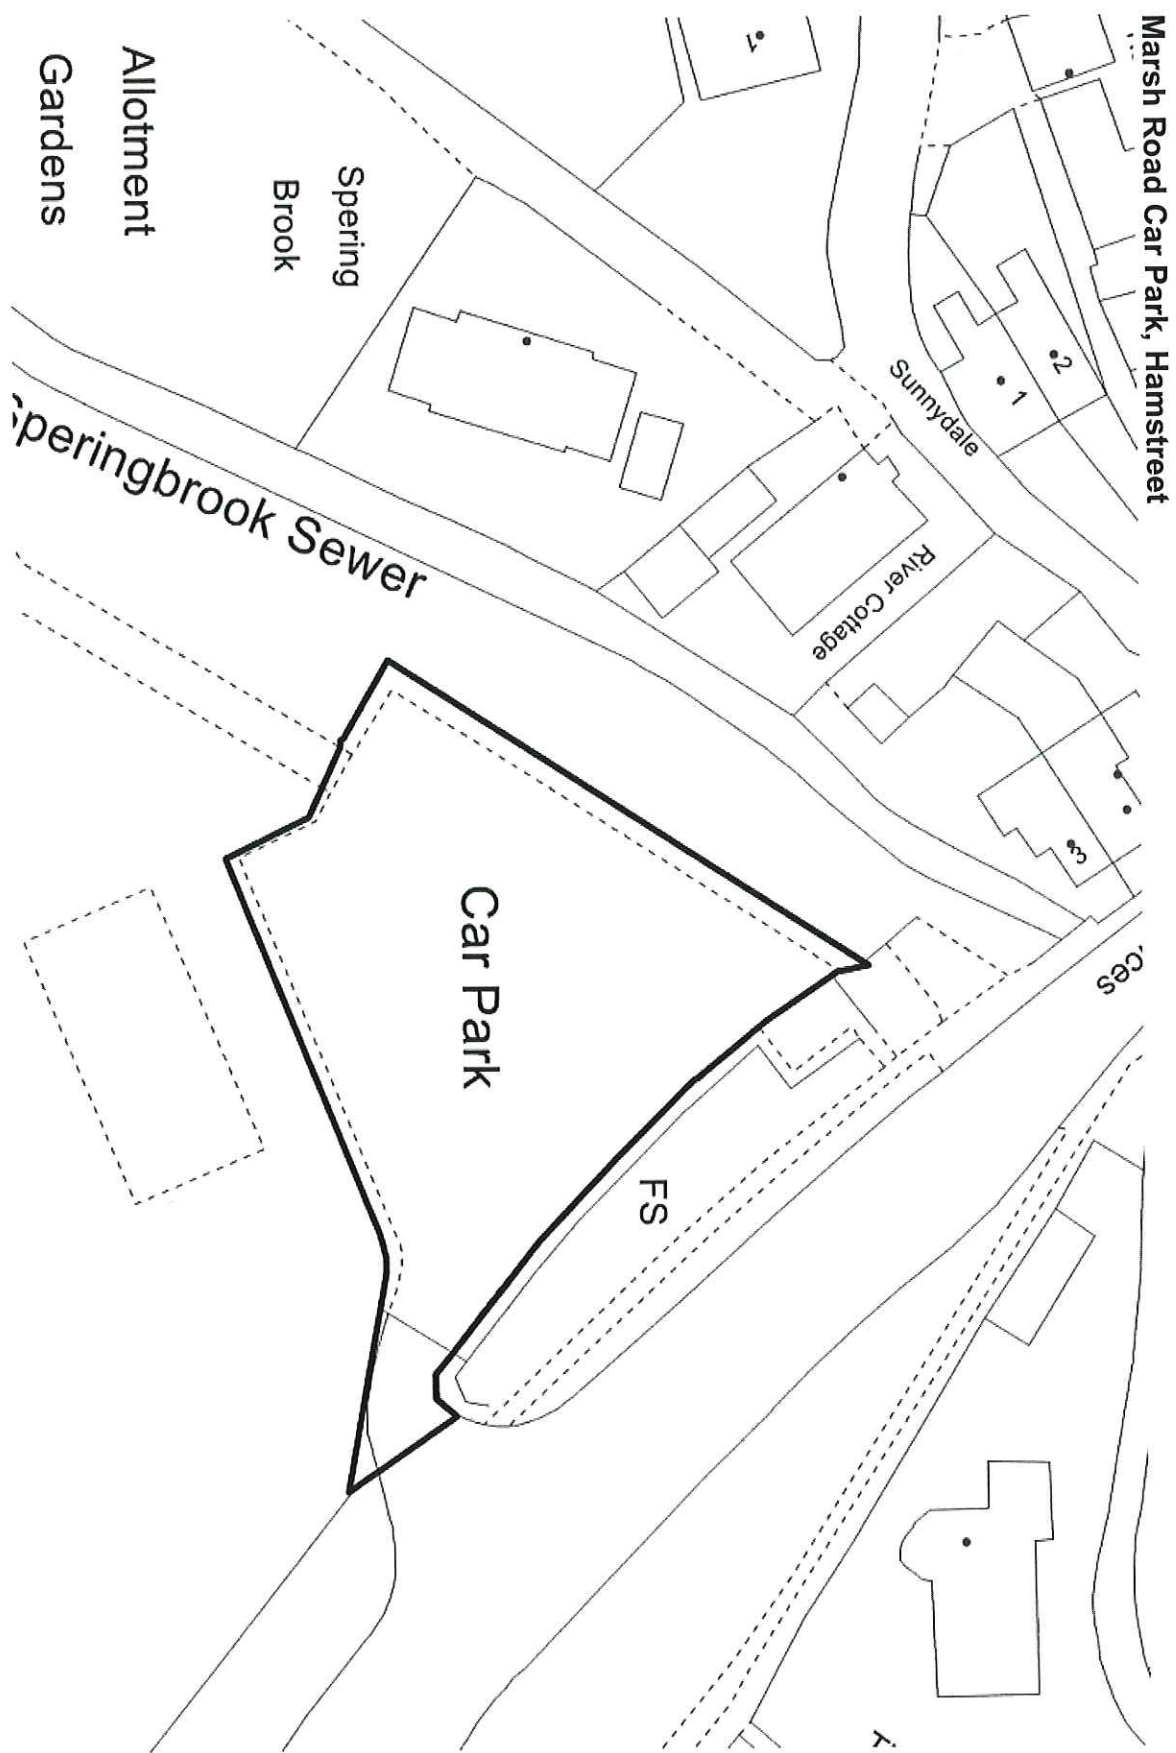 Marsh Road Car Park, Hamstreet
2
1
Sunnydale
River Cottage
3
Spering
Brook
Allotment
Gardens
Speringbrook Sewer
Car Park
FS